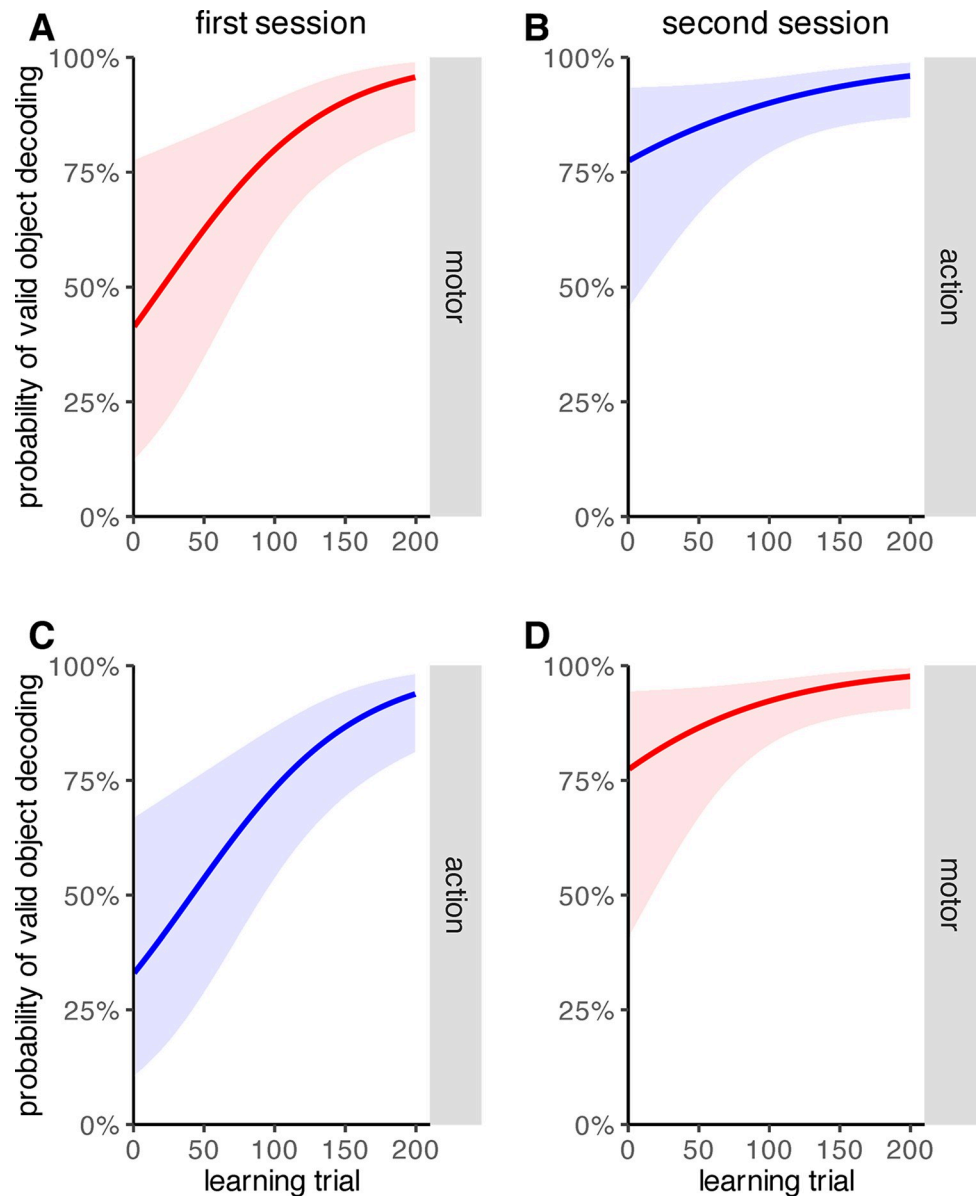 A first session
B second session
probability of valid object decoding
100%
75%
50%
25%
0%
0 50 100 150 200
motor
100%
75%
50%
25%
0%
0 50 100 150 200
action
C
probability of valid object decoding
100%
75%
50%
25%
0%
0 50 100 150 200
learning trial
action
D
100%
75%
50%
25%
0%
0 50 100 150 200
learning trial
motor